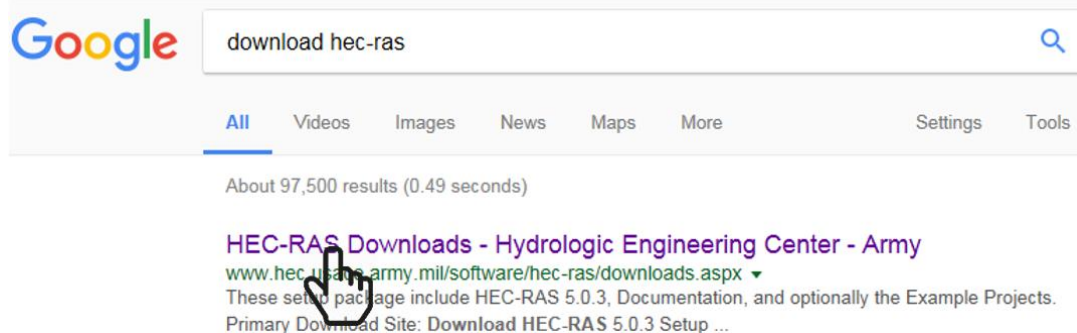 Google
download hec-ras
All Videos Images News Maps More Settings Tools
About 97,500 results (0.49 seconds)
HEC-RAS Downloads - Hydrologic Engineering Center - Army
www.hec.usace.army.mil/software/hec-ras/downloads.aspx
These setup package include HEC-RAS 5.0.3, Documentation, and optionally the Example Projects.
Primary Download Site: Download HEC-RAS 5.0.3 Setup ...